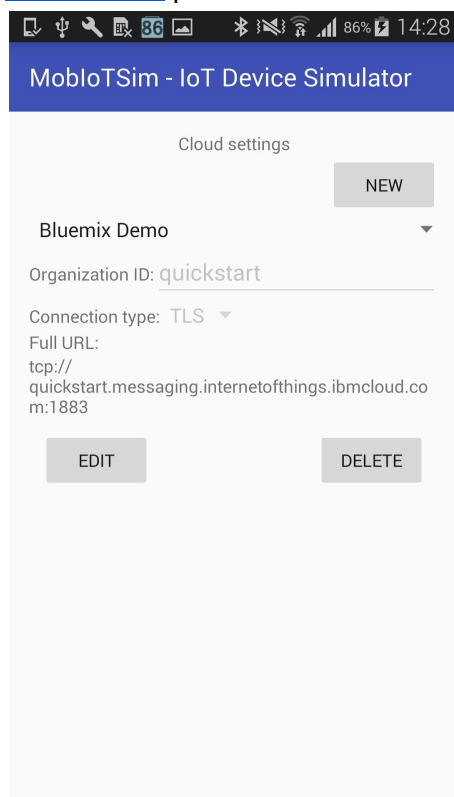 86 86% 14:28
MobIoTSim - IoT Device Simulator
Cloud settings
NEW
Bluemix Demo
Organization ID: quickstart
Connection type: TLS
Full URL:
tcp://
quickstart.messaging.internetofthings.ibmcloud.co
m:1883
EDIT DELETE